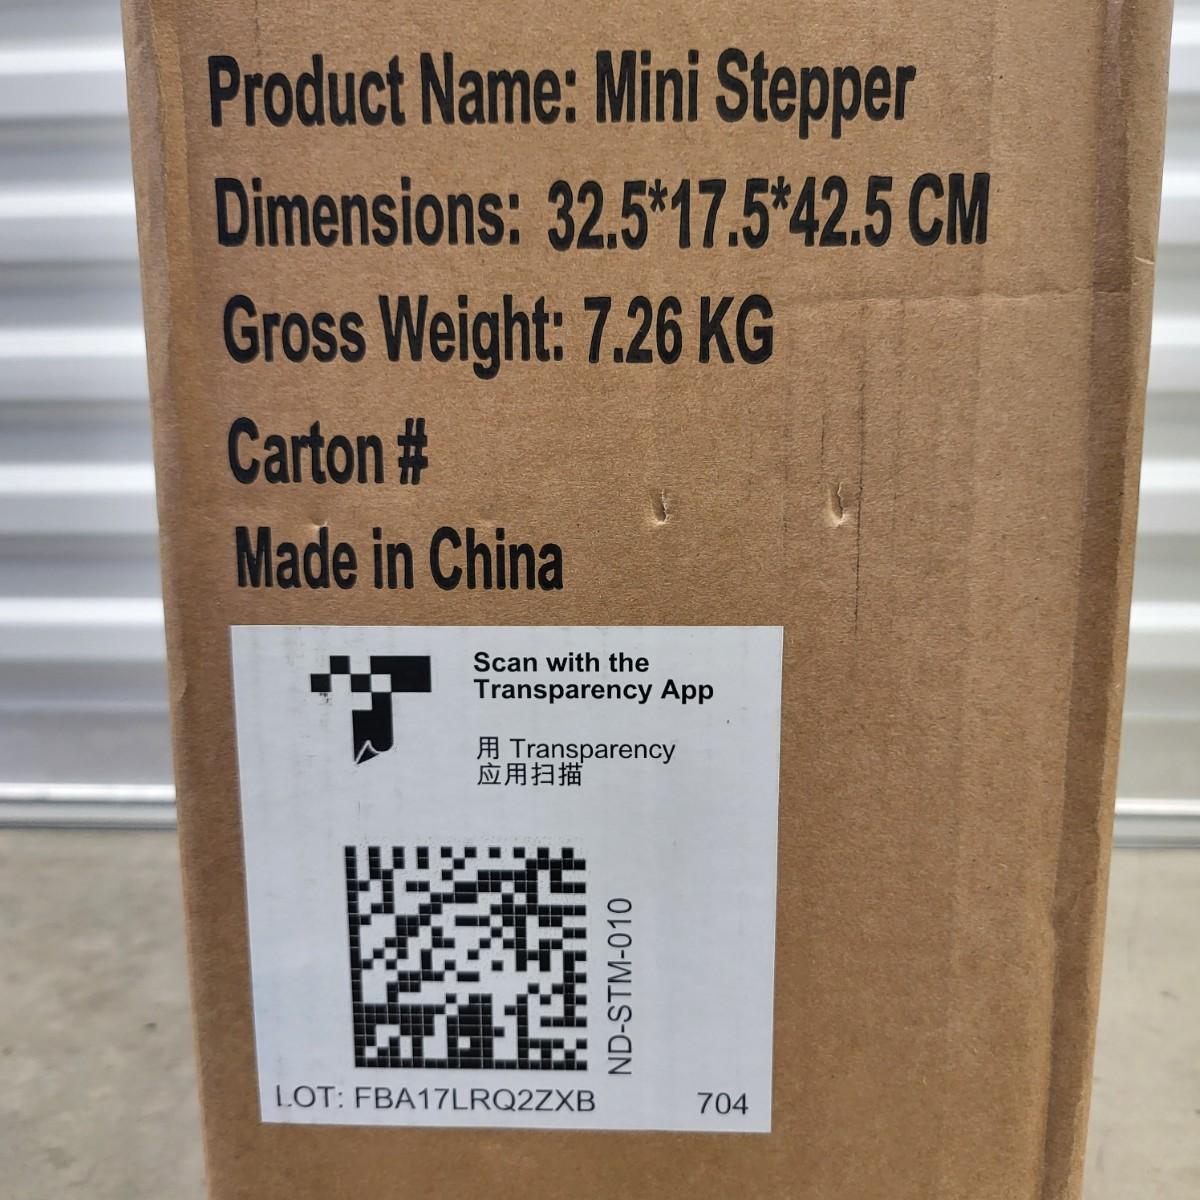 Product Name: Mini Stepper
Dimensions: 32.5*17.5*42.5 CM
Gross Weight: 7.26 KG
Carton #
Made in China
Scan with the
Transparency App
用 Transparency
应用扫描
ND-STM-010
LOT: FBA17LRQ2ZXB
704